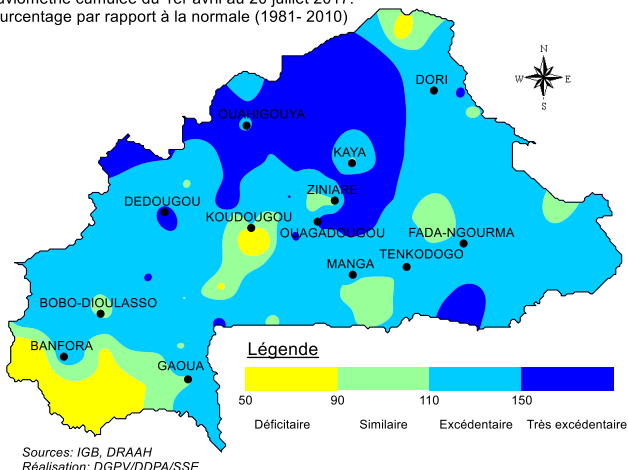 uviométrie cumulée du 1er avril au 20 juillet 2017.
urcentage par rapport à la normale (1981- 2010)
N
W E
S
DORI
OUAHIGOUYA
KAYA
ZINIARE
DEDOUGOU
KOUDOUGOU
OUAGADOUGOU
FADA-NGOURMA
TENKODOGO
MANGA
BOBO-DIOULASSO
BANFORA
GAOUA
Légende
50 90 110 150
Déficitaire Similaire Excédentaire Très excédentaire
Sources: IGB, DRAAH
Réalisation: DGPV/DDPA/SSE